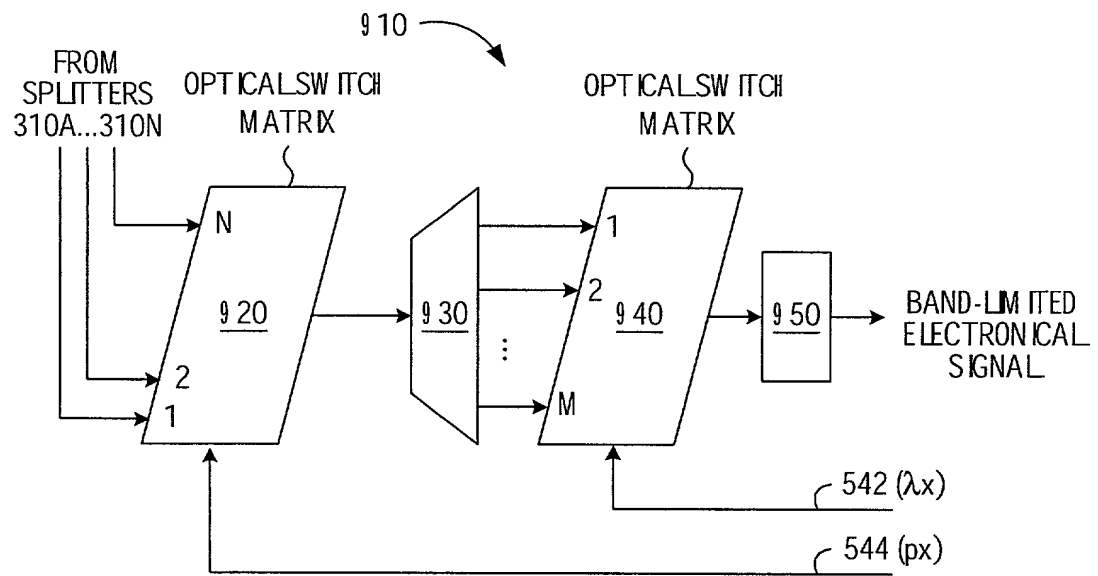 910
FROM
SPLITTERS
310A...310N
OPTICAL SWITCH
MATRIX
OPTICAL SWITCH
MATRIX
N
920
2
1
930
⋮
1
2
940
M
950
BAND-LIMITED
ELECTRONICAL
SIGNAL
542 (λx)
544 (px)